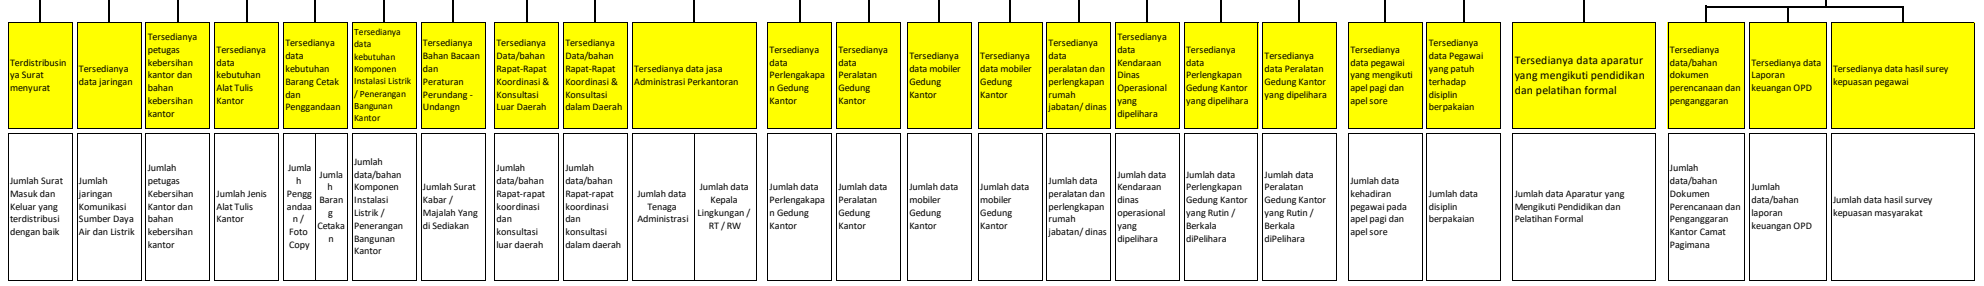 Terdistribusin
ya Surat
menyurat
Tersedianya
data jaringan
Tersedianya
petugas
kebersihan
kantor dan
bahan
kebersihan
kantor
Tersedianya
data
kebutuhan
Alat Tulis
Kantor
Tersedianya
data
kebutuhan
Barang Cetak
dan
Penggandaan
Tersedianya
data
kebutuhan
Komponen
Instalasi Listrik
/ Penerangan
Bangunan
Kantor
Tersedianya
Bahan Bacaan
dan
Peraturan
Perundang -
Undangn
Tersedianya
Data/bahan
Rapat-Rapat
Koordinasi &
Konsultasi
Luar Daerah
Tersedianya
Data/bahan
Rapat-Rapat
Koordinasi &
Konsultasi
dalam Daerah
Tersedianya data jasa
Administrasi Perkantoran
Tersedianya
data
Perlengakapa
n Gedung
Kantor
Tersedianya
data
Peralatan
Gedung
Kantor
Tersedianya
data mobiler
Gedung
Kantor
Tersedianya
data mobiler
Gedung
Kantor
Tersedianya
data
peralatan dan
perlengkapan
rumah
jabatan/ dinas
Tersedianya
data
Kendaraan
Dinas
Operasional
yang
dipelihara
Tersedianya
data
Perlengkapan
Gedung Kantor
yang dipelihara
Tersedianya
data Peralatan
Gedung Kantor
yang dipelihara
Tersedianya
data pegawai
yang mengikuti
apel pagi dan
apel sore
Tersedianya
data Pegawai
yang patuh
terhadap
disiplin
berpakaian
Tersedianya data aparatur
yang mengikuti pendidikan
dan pelatihan formal
Tersedianya
data/bahan
dokumen
perencanaan dan
penganggaran
Tersedianya data
Laporan
keuangan OPD
Tersedianya data hasil surey
kepuasan pegawai
Jumlah Surat
Masuk dan
Keluar yang
terdistribusi
dengan baik
Jumlah
jaringan
Komunikasi
Sumber Daya
Air dan Listrik
Jumlah
petugas
Kebersihan
Kantor dan
bahan
kebersihan
kantor
Jumlah Jenis
Alat Tulis
Kantor
Jumla
h
Pengg
andaa
n /
Foto
Copy
Jumla
h
Baran
g
Cetaka
n
Jumlah
data/bahan
Komponen
Instalasi
Listrik /
Penerangan
Bangunan
Kantor
Jumlah Surat
Kabar /
Majalah Yang
di Sediakan
Jumlah
data/bahan
Rapat-rapat
koordinasi
dan
konsultasi
luar daerah
Jumlah
data/bahan
Rapat-rapat
koordinasi
dan
konsultasi
dalam daerah
Jumlah data
Tenaga
Administrasi
Jumlah data
Kepala
Lingkungan /
RT / RW
Jumlah data
Perlengkapa
n Gedung
Kantor
Jumlah data
Peralatan
Gedung
Kantor
Jumlah data
mobiler
Gedung
Kantor
Jumlah data
mobiler
Gedung
Kantor
Jumlah data
peralatan dan
perlengkapan
rumah
jabatan/ dinas
Jumlah data
Kendaraan
dinas
operasional
yang
dipelihara
Jumlah data
Perlengkapan
Gedung Kantor
yang Rutin /
Berkala
diPelihara
Jumlah data
Peralatan
Gedung Kantor
yang Rutin /
Berkala
diPelihara
Jumlah data
kehadiran
pegawai pada
apel pagi dan
apel sore
Jumlah data
disiplin
berpakaian
Jumlah data Aparatur yang
Mengikuti Pendidikan dan
Pelatihan Formal
Jumlah
data/bahan
Dokumen
Perencanaan dan
Penganggaran
Kantor Camat
Pagimana
Jumlah
data/bahan
laporan
keuangan OPD
Jumlah data hasil survey
kepuasan masyarakat